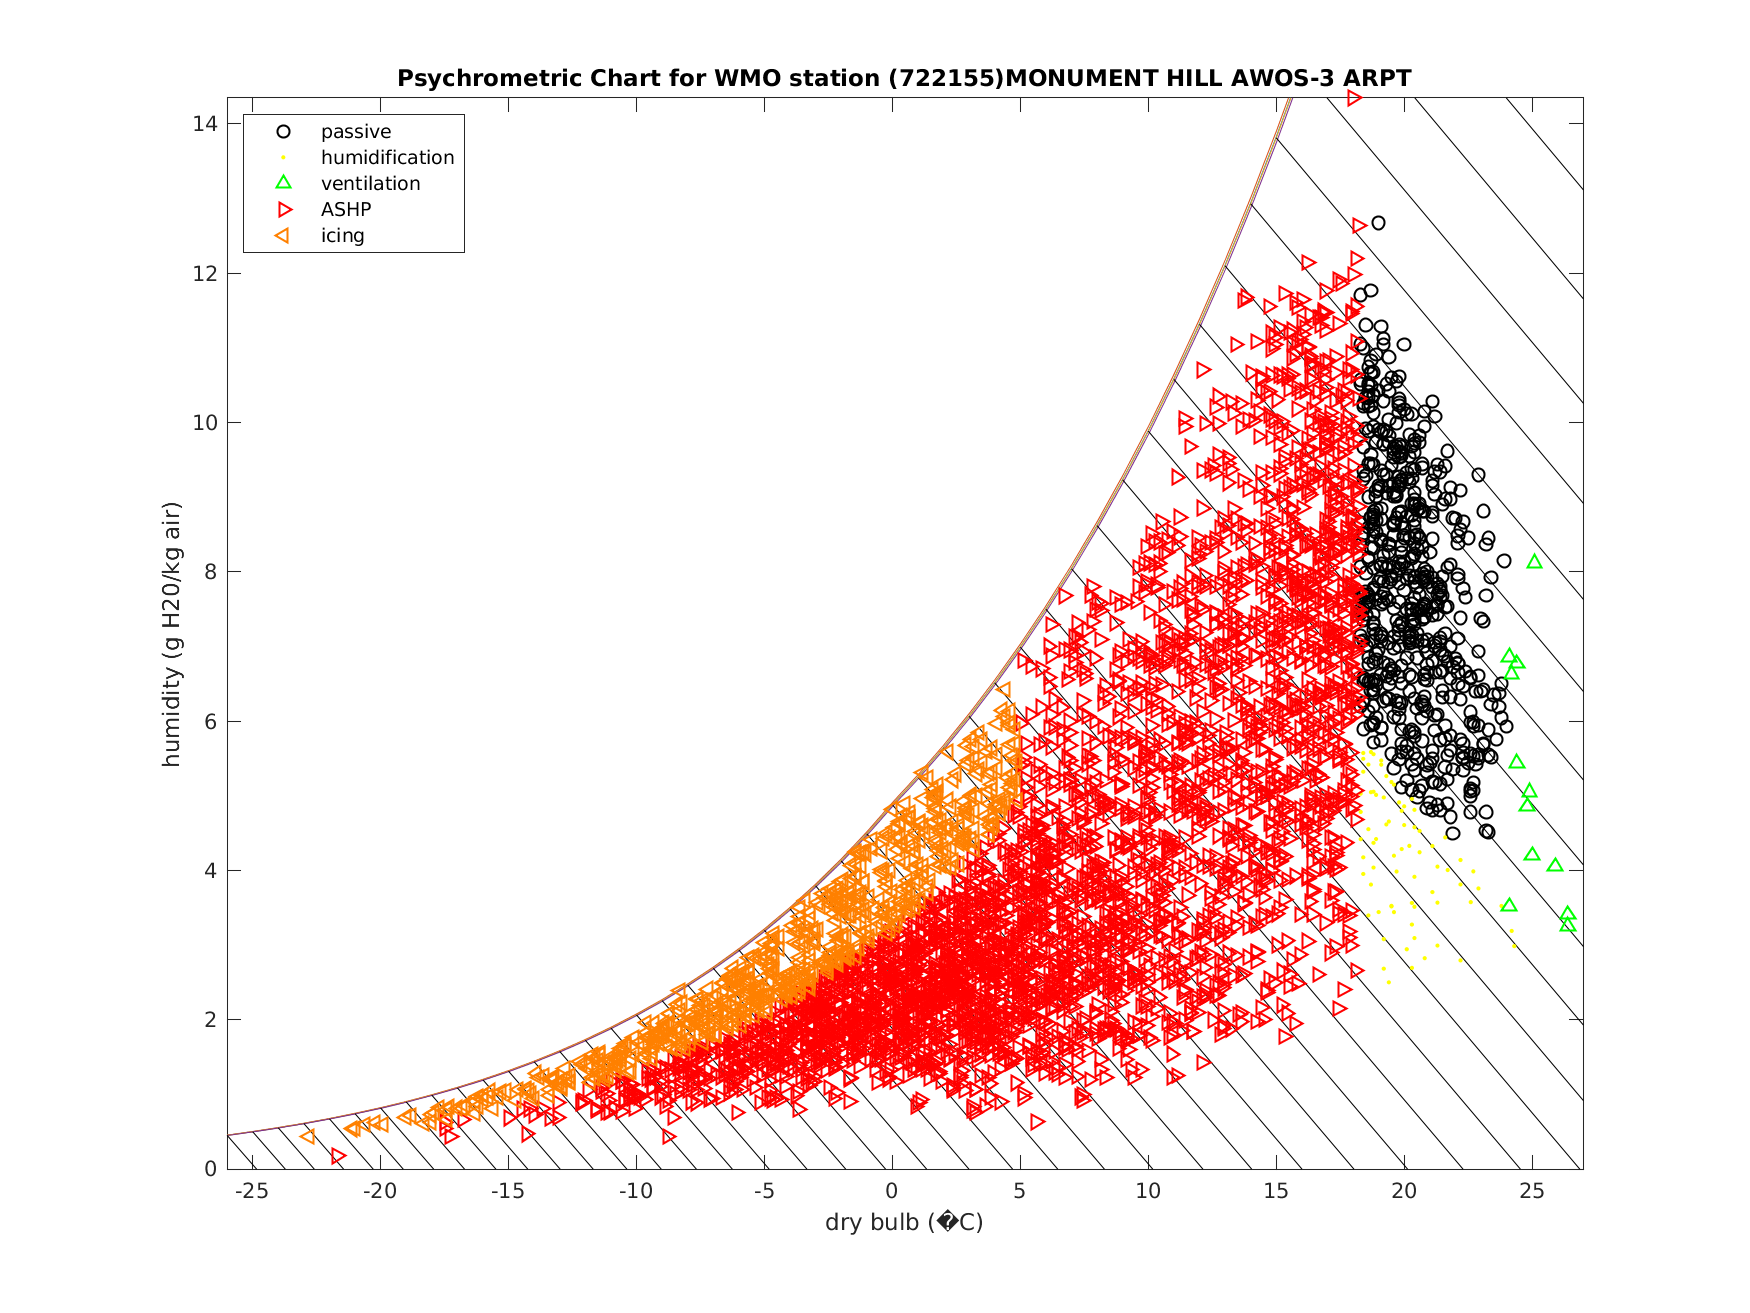 Psychrometric Chart for WMO station (722155)MONUMENT HILL AWOS-3 ARPT
passive
humidification
ventilation
ASHP
icing
14
12
10
8
6
4
2
0
humidity (g H20/kg air)
-25 -20 -15 -10 -5 0 5 10 15 20 25
dry bulb (�C)